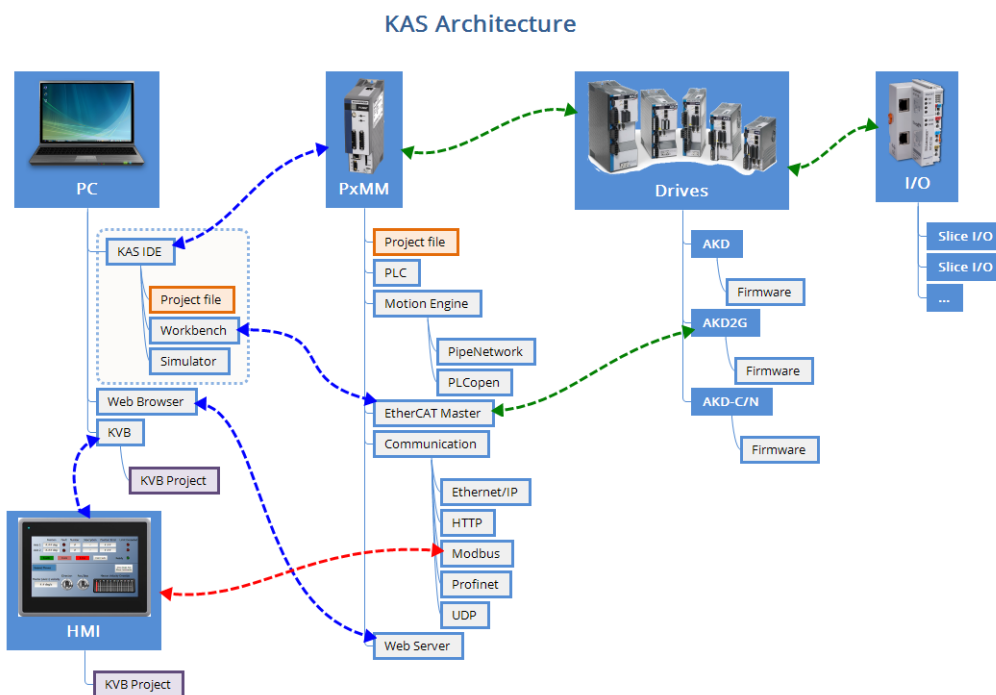 KAS Architecture
PC
KAS IDE
Project file
Workbench
Simulator
Web Browser
KVB
KVB Project
HMI
KVB Project
PxMM
Project file
PLC
Motion Engine
PipeNetwork
PLCopen
EtherCAT Master
Communication
Ethernet/IP
HTTP
Modbus
Profinet
UDP
Web Server
Drives
AKD
Firmware
AKD2G
Firmware
AKD-C/N
Firmware
I/O
Slice I/O
Slice I/O
...